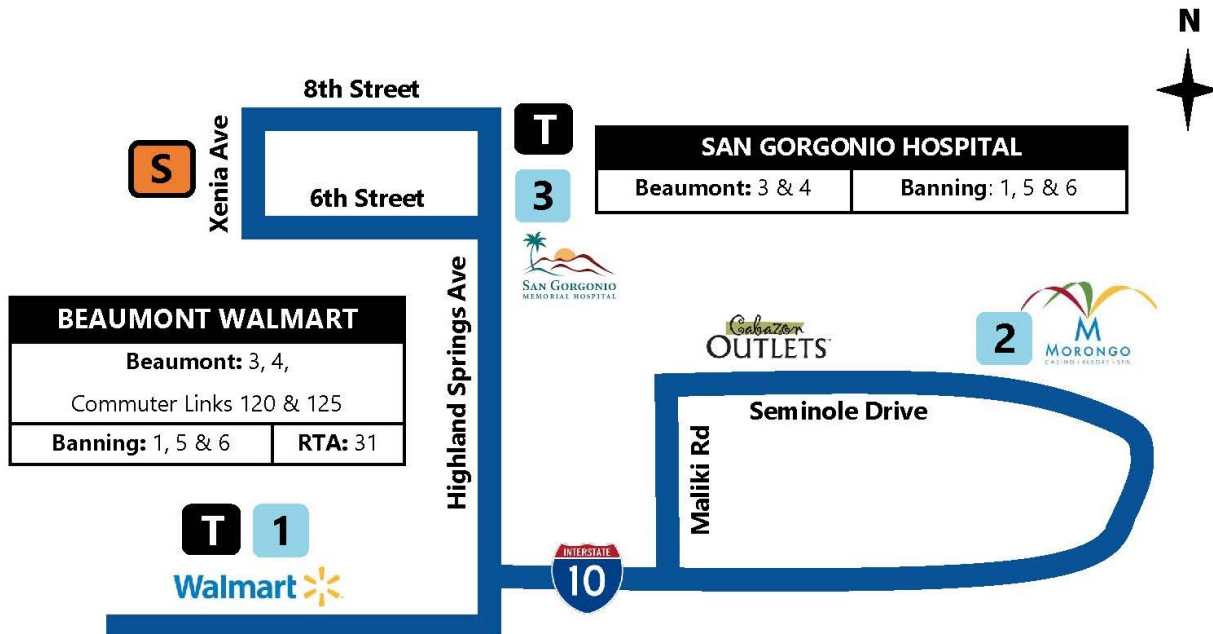 N
8th Street
T
SAN GORGONIO HOSPITAL
Beaumont: 3 & 4
Banning: 1, 5 & 6
S
Xenia Ave
6th Street
3
SAN GORGONIO
MEMORIAL HOSPITAL
BEAUMONT WALMART
Beaumont: 3, 4,
Commuter Links 120 & 125
Banning: 1, 5 & 6
RTA: 31
Highland Springs Ave
Cabazon
OUTLETS
2
M
MORONGO
CASINO • RESORT • SPA
Seminole Drive
Maliki Rd
T
1
Walmart
INTERSTATE
10